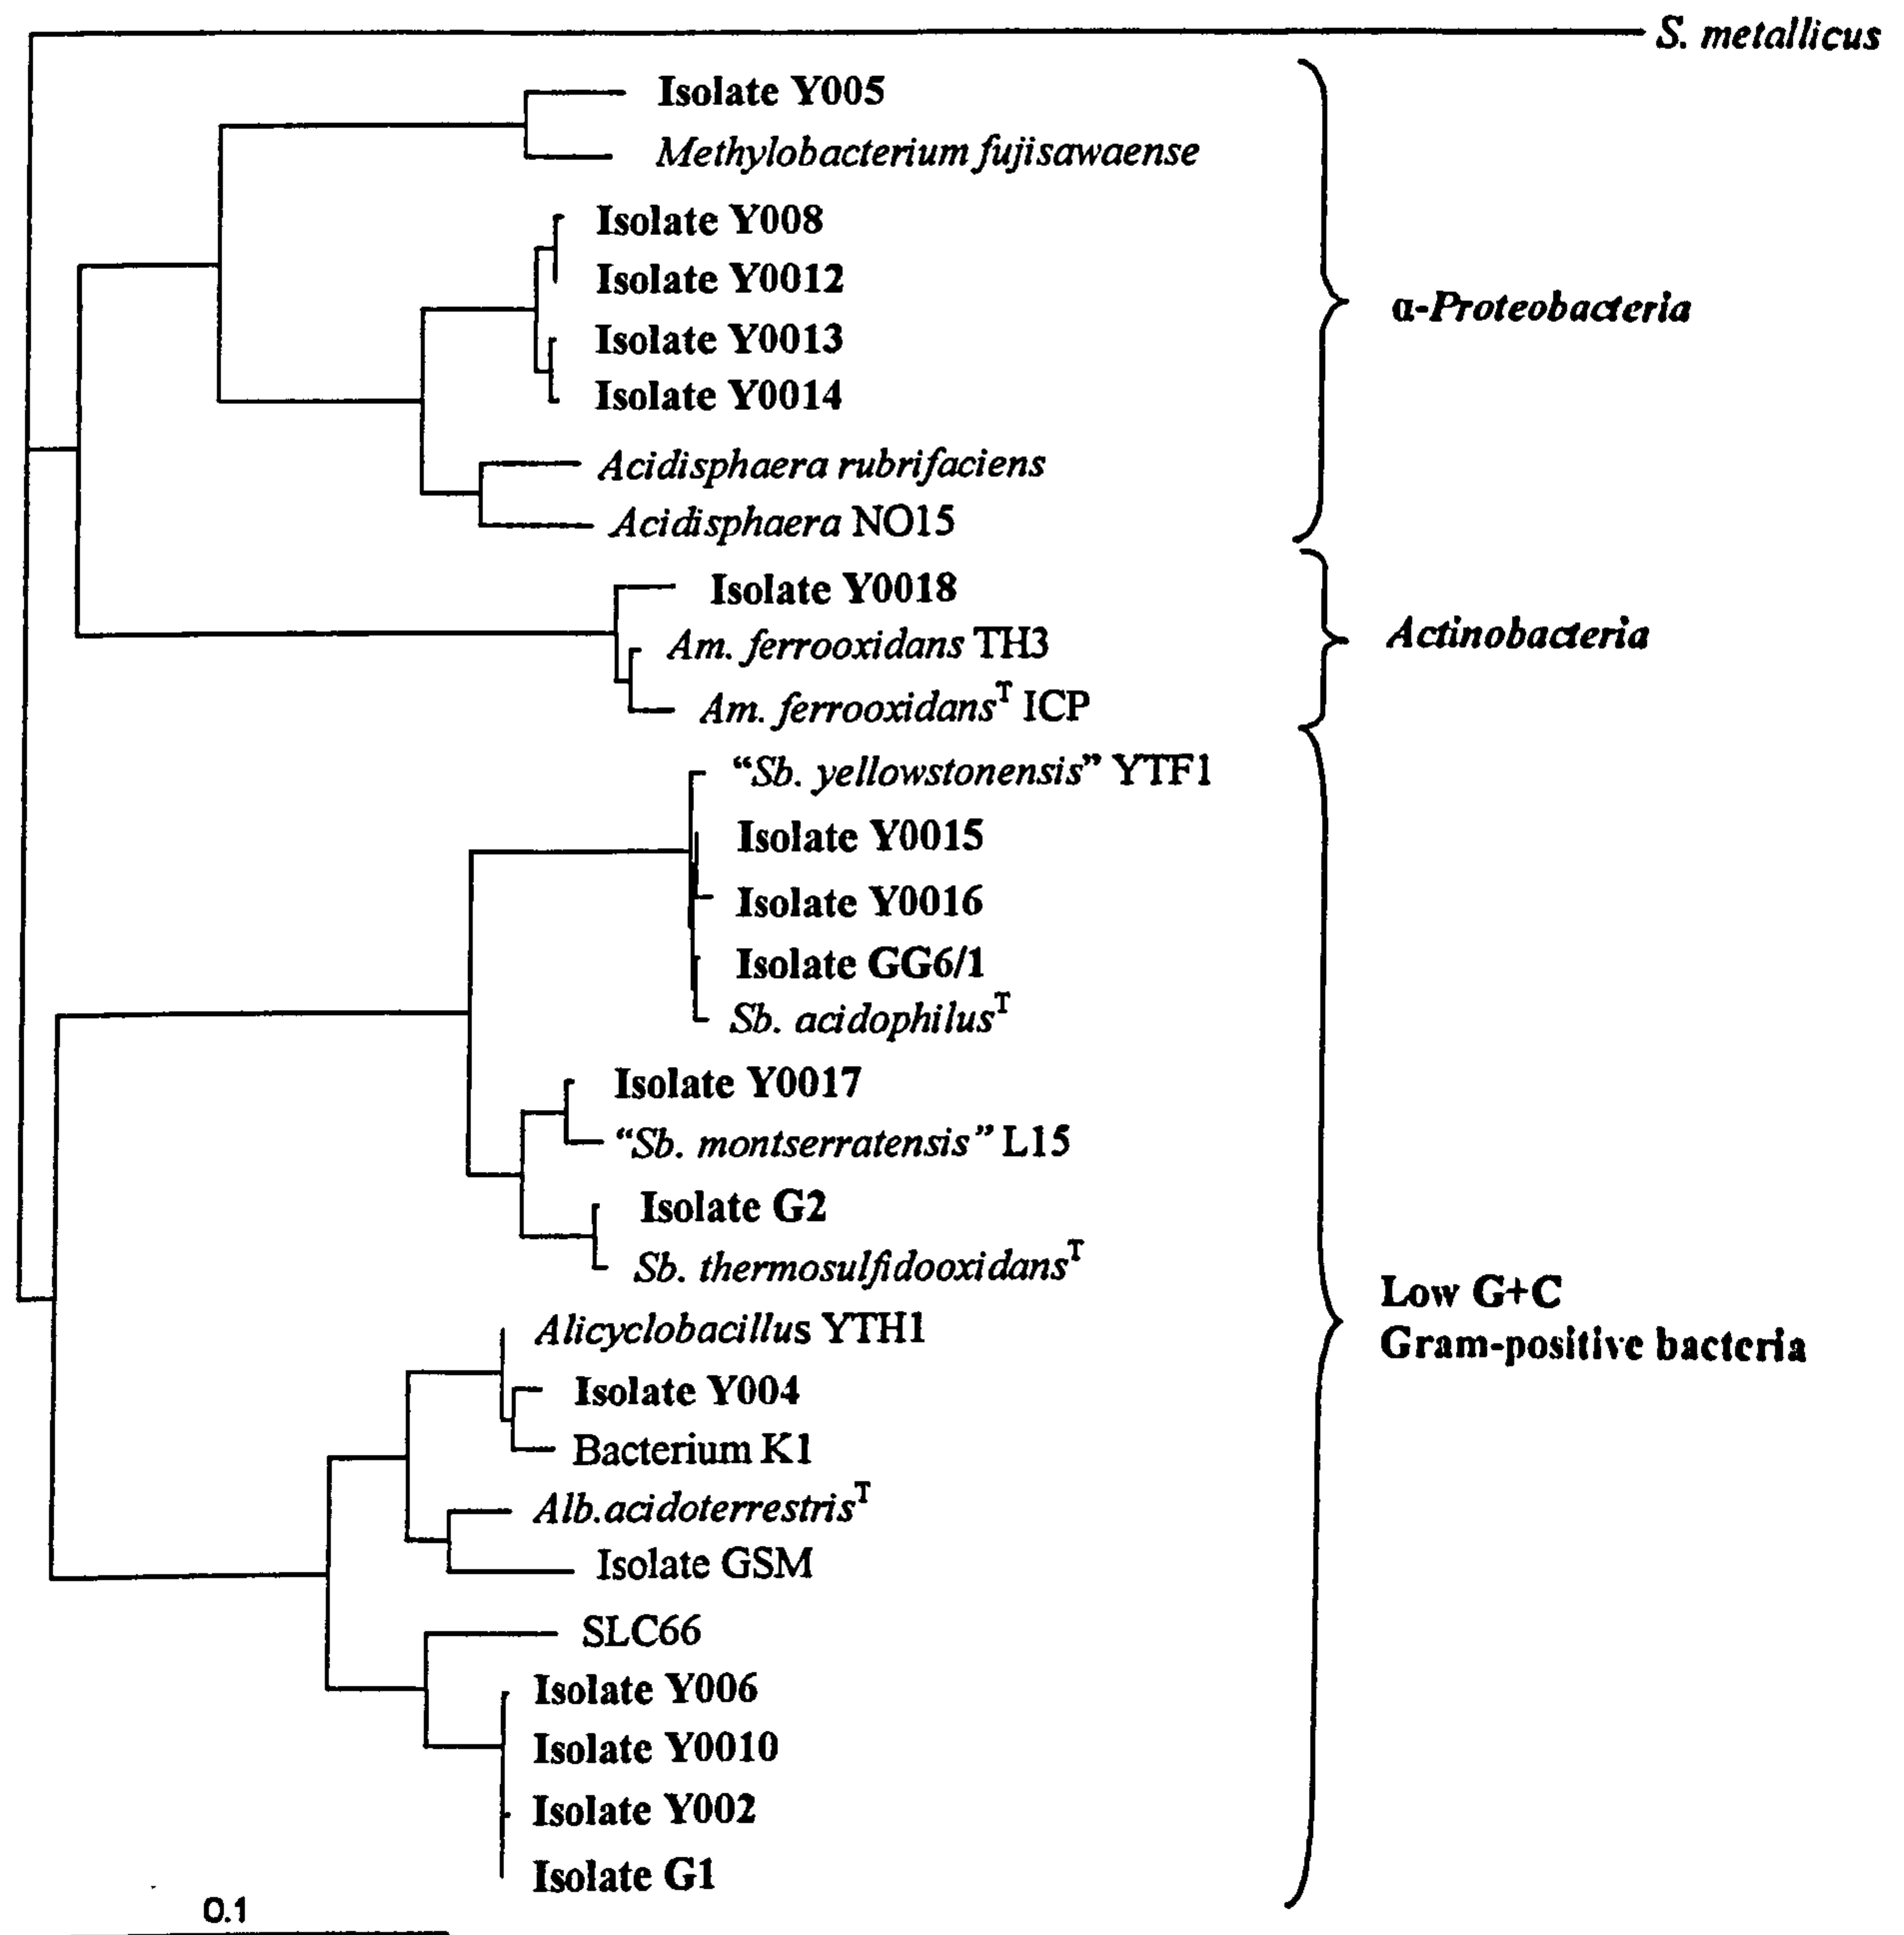 S. metallicus
Isolate Y005
Methylobacterium fujisawaense
Isolate Y008
Isolate Y0012
α-Proteobacteria
Isolate Y0013
Isolate Y0014
Acidisphaera rubrifaciens
Acidisphaera NO15
Isolate Y0018
Actinobacteria
Am. ferrooxidans TH3
Am. ferrooxidansᵀ ICP
“Sb. yellowstonensis” YTF1
Isolate Y0015
Isolate Y0016
Isolate GG6/1
Sb. acidophilusᵀ
Isolate Y0017
“Sb. montserratensis” L15
Isolate G2
Sb. thermosulfidooxidansᵀ
Low G+C
Gram-positive bacteria
Alicyclobacillus YTH1
Isolate Y004
Bacterium K1
Alb.acidoterrestrisᵀ
Isolate GSM
SLC66
Isolate Y006
Isolate Y0010
Isolate Y002
Isolate G1
0.1